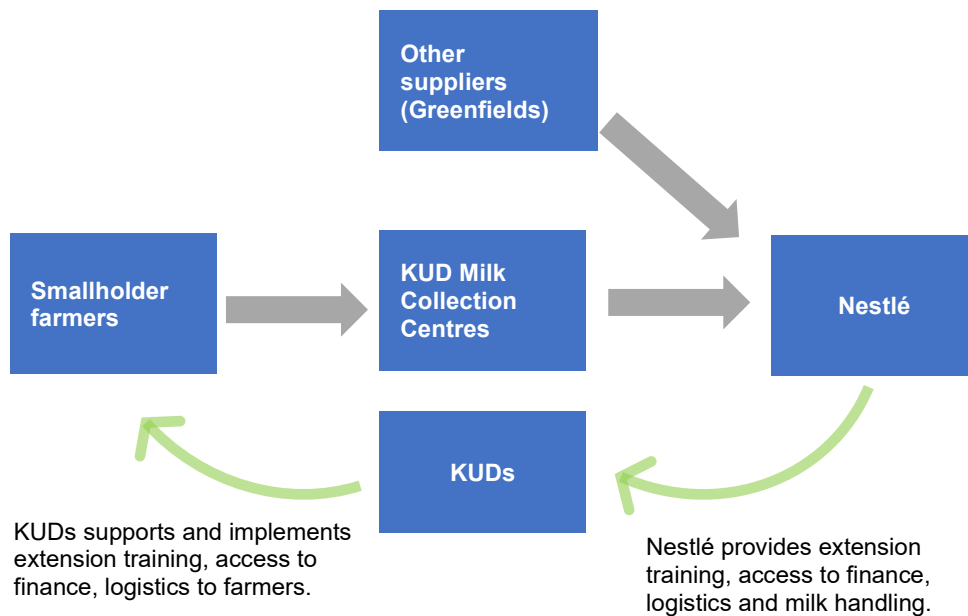 Other
suppliers
(Greenfields)
Smallholder
farmers
KUD Milk
Collection
Centres
Nestlé
KUDs
KUDs supports and implements
extension training, access to
finance, logistics to farmers.
Nestlé provides extension
training, access to finance,
logistics and milk handling.